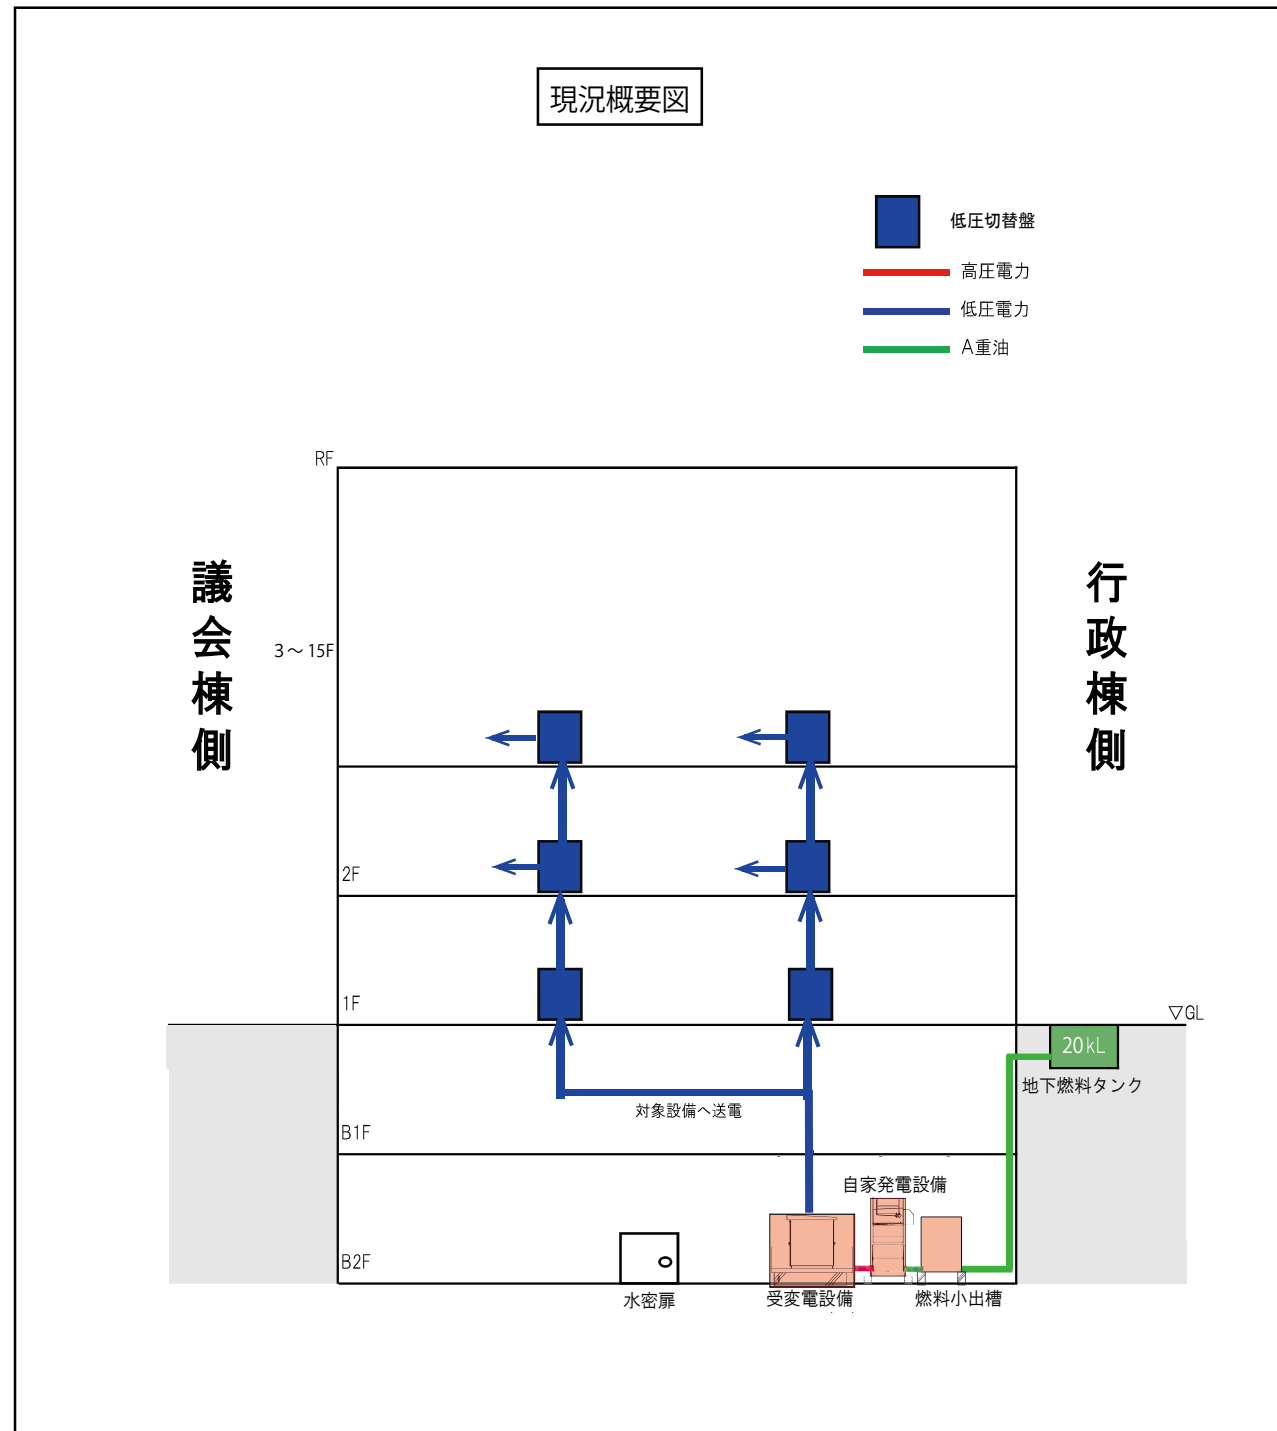 現況概要図
低圧切替盤
高圧電力
低圧電力
A重油
RF
議会棟側
行政棟側
3～15F
2F
1F
▽GL
20kL
地下燃料タンク
対象設備へ送電
B1F
自家発電設備
B2F
水密扉
受変電設備
燃料小出槽